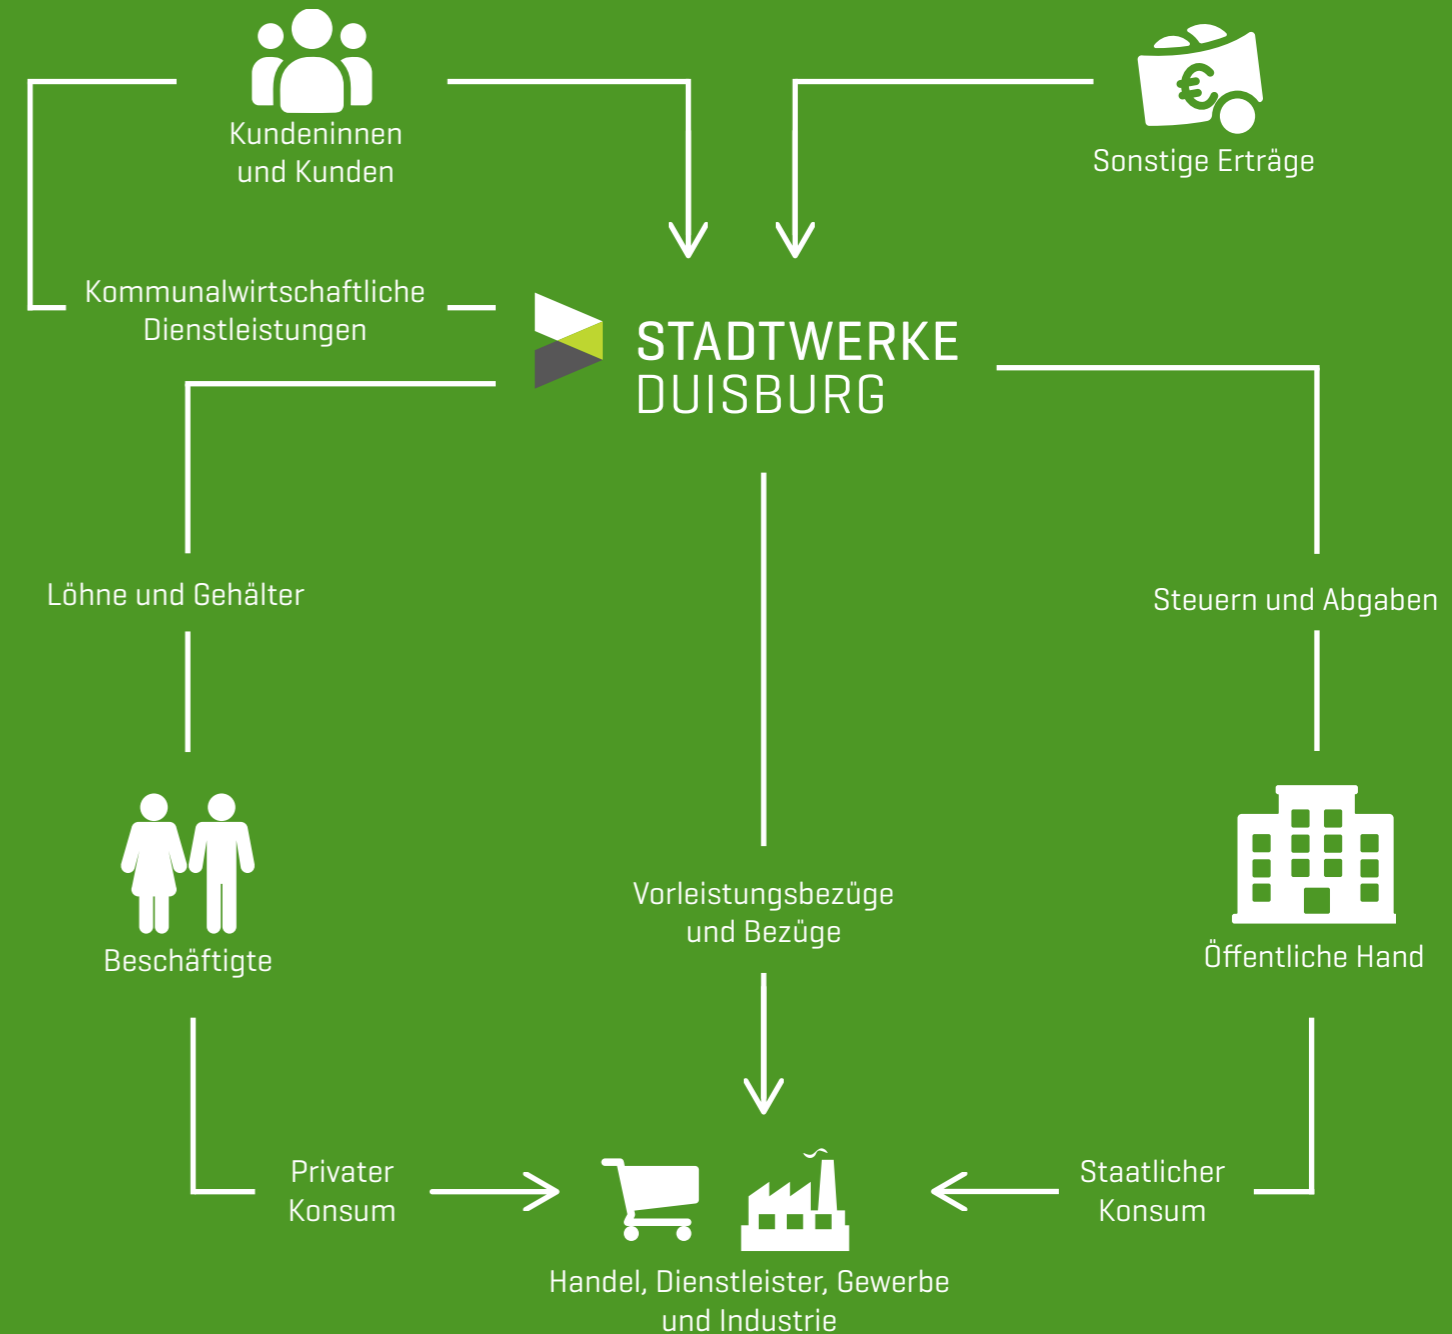 Kundeninnen
und Kunden
Sonstige Erträge
Kommunalwirtschaftliche
Dienstleistungen
STADTWERKE
DUISBURG
Löhne und Gehälter
Steuern und Abgaben
Beschäftigte
Vorleistungsbezüge
und Bezüge
Öffentliche Hand
Privater
Konsum
Staatlicher
Konsum
Handel, Dienstleister, Gewerbe
und Industrie